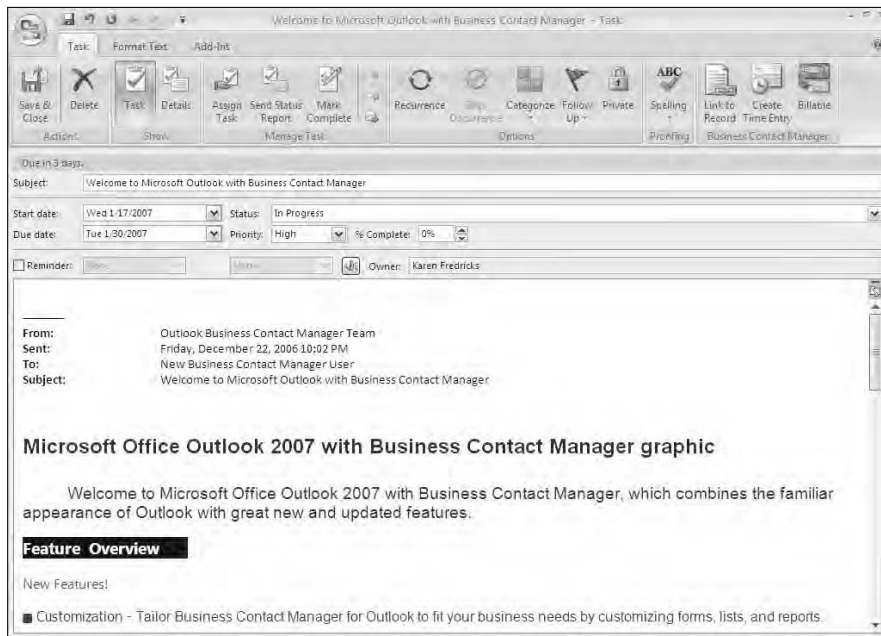 Welcome to Microsoft Outlook with Business Contact Manager - Task
Task Format Text Add-Ins
Save & Close
Delete
Task
Details
Assign Task
Send Status Report
Mark Complete
Recurrence
Skip Occurrence
Categorize
Follow Up
Private
ABC
Spelling
Link to Record
Create Time Entry
Billable
Actions Show Manage Task Options Proofing Business Contact Manager
Due in 3 days.
Subject: Welcome to Microsoft Outlook with Business Contact Manager
Start date: Wed 1/17/2007 Status: In Progress
Due date: Tue 1/30/2007 Priority: High % Complete: 0%
Reminder: None None Owner: Karen Fredricks
From: Outlook Business Contact Manager Team
Sent: Friday, December 22, 2006 10:02 PM
To: New Business Contact Manager User
Subject: Welcome to Microsoft Outlook with Business Contact Manager
Microsoft Office Outlook 2007 with Business Contact Manager graphic
Welcome to Microsoft Office Outlook 2007 with Business Contact Manager, which combines the familiar
appearance of Outlook with great new and updated features.
Feature Overview
New Features!
Customization - Tailor Business Contact Manager for Outlook to fit your business needs by customizing forms, lists, and reports.